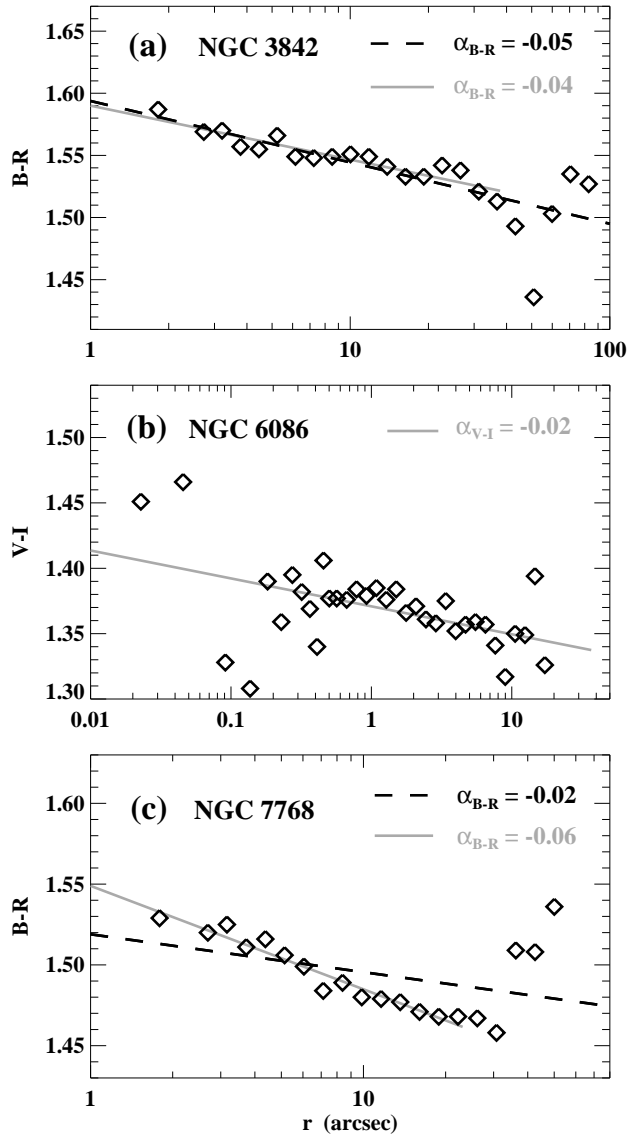 (a) NGC 3842
α_B-R = -0.05
α_B-R = -0.04
1.65
1.60
1.55
1.50
1.45
B-R
1 10 100
(b) NGC 6086
α_V-I = -0.02
1.50
1.45
1.40
1.35
1.30
V-I
0.01 0.1 1 10
(c) NGC 7768
α_B-R = -0.02
α_B-R = -0.06
1.60
1.55
1.50
1.45
B-R
1 10
r (arcsec)